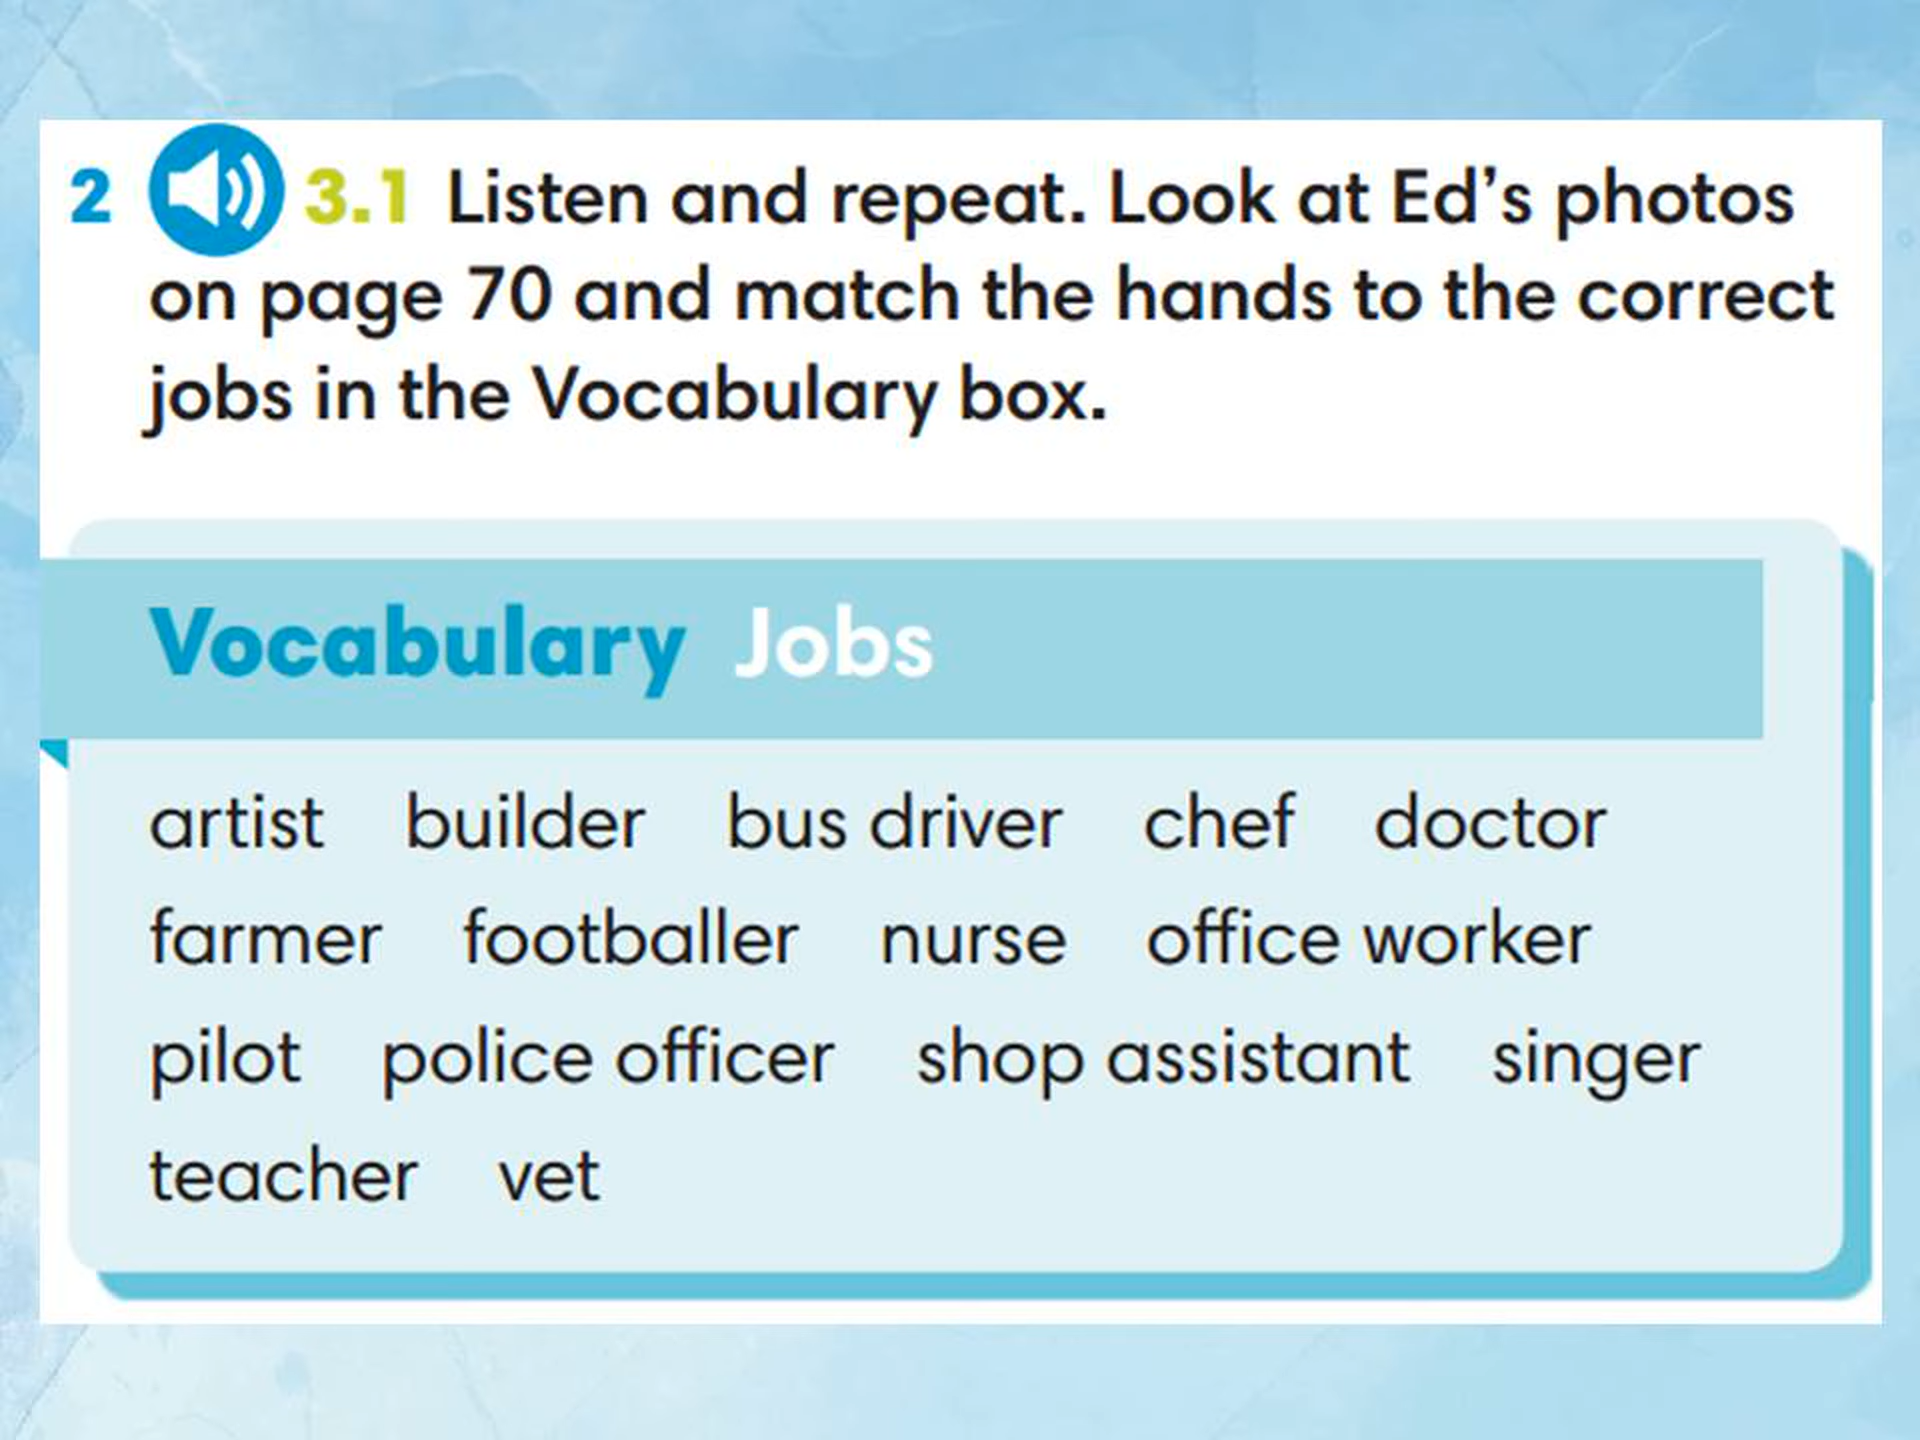 2 3.1 Listen and repeat. Look at Ed's photos
on page 70 and match the hands to the correct
jobs in the Vocabulary box.
Vocabulary Jobs
artist builder bus driver chef doctor
farmer footballer nurse office worker
pilot police officer shop assistant singer
teacher vet